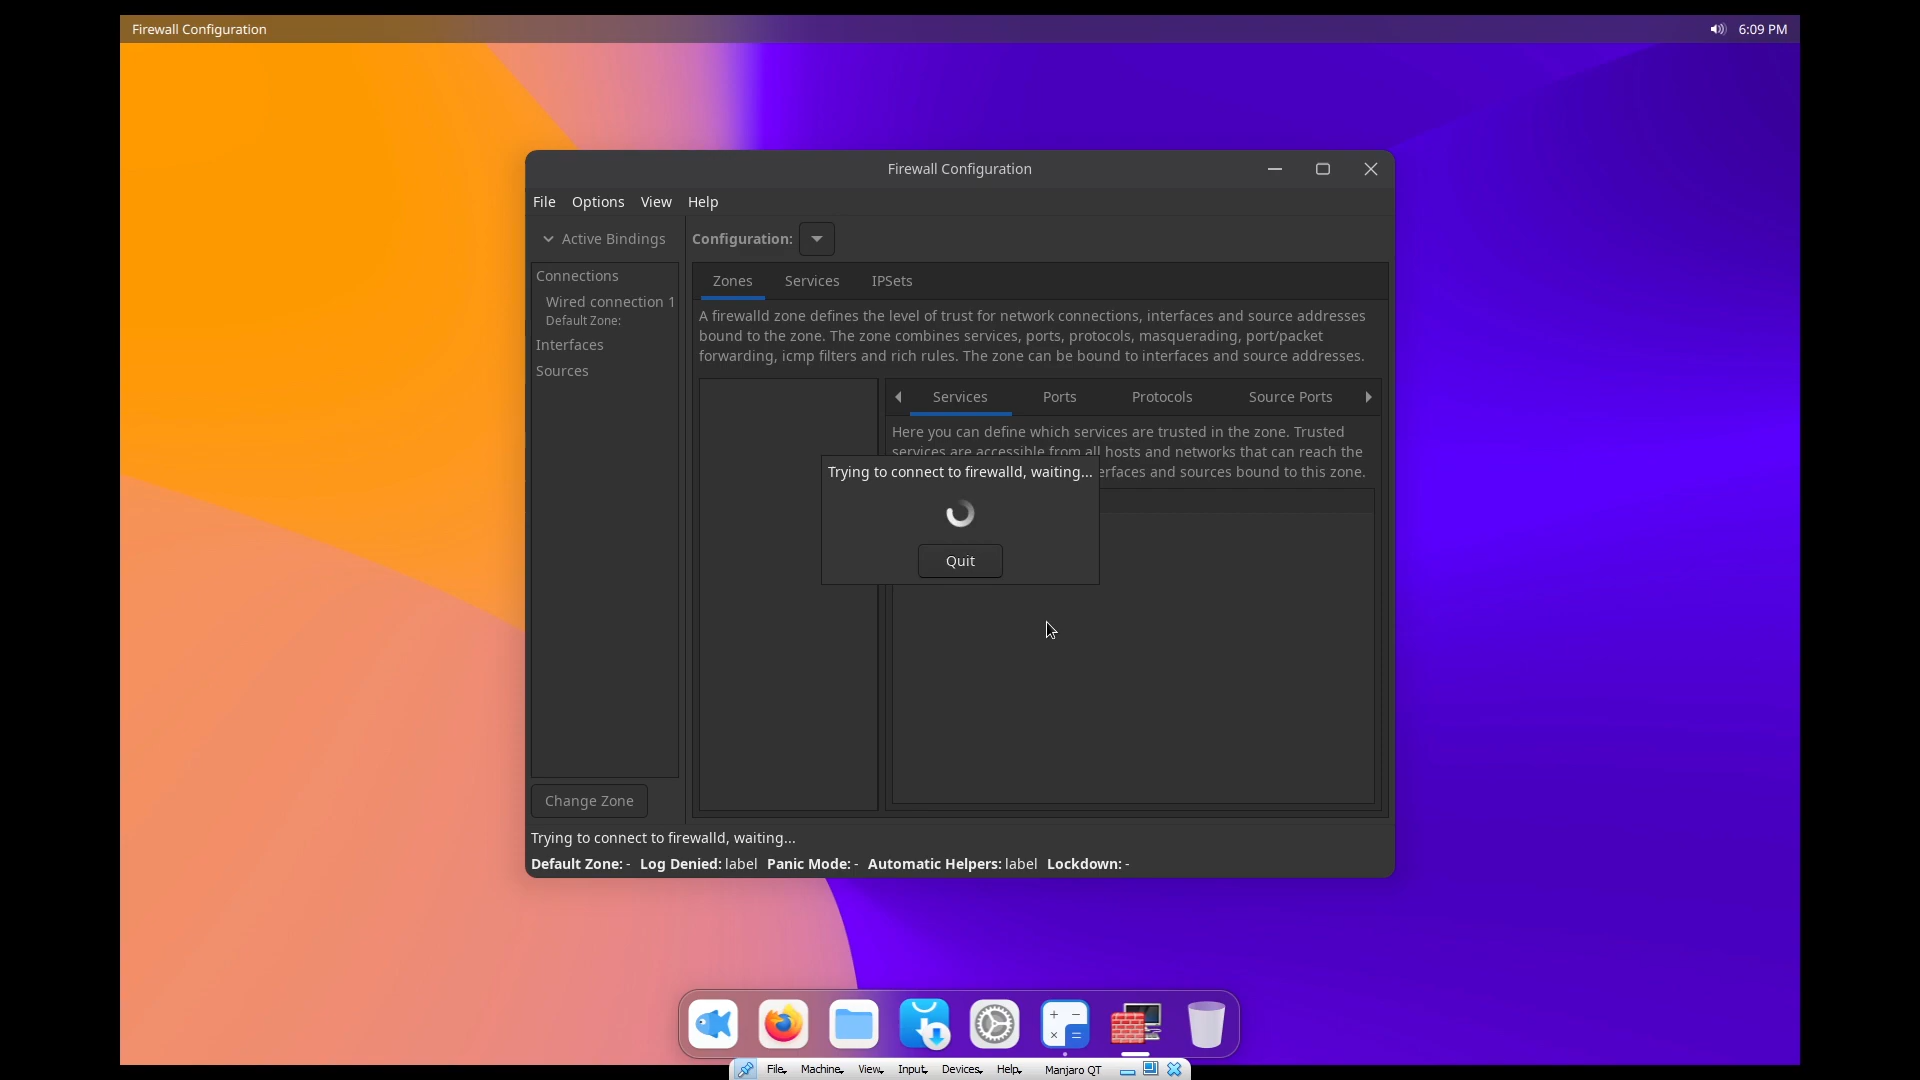 Firewall Configuration
6:09 PM
Firewall Configuration
File Options View Help
Active Bindings
Configuration:
Connections
Wired connection 1
Default Zone:
Interfaces
Sources
Zones Services IPSets
A firewalld zone defines the level of trust for network connections, interfaces and source addresses
bound to the zone. The zone combines services, ports, protocols, masquerading, port/packet
forwarding, icmp filters and rich rules. The zone can be bound to interfaces and source addresses.
Services Ports Protocols Source Ports
Here you can define which services are trusted in the zone. Trusted
services are accessible from all hosts and networks that can reach the
erfaces and sources bound to this zone.
Trying to connect to firewalld, waiting...
Quit
Change Zone
Trying to connect to firewalld, waiting...
Default Zone: - Log Denied: label Panic Mode: - Automatic Helpers: label Lockdown: -
File Machine View Input Devices Help Manjaro QT